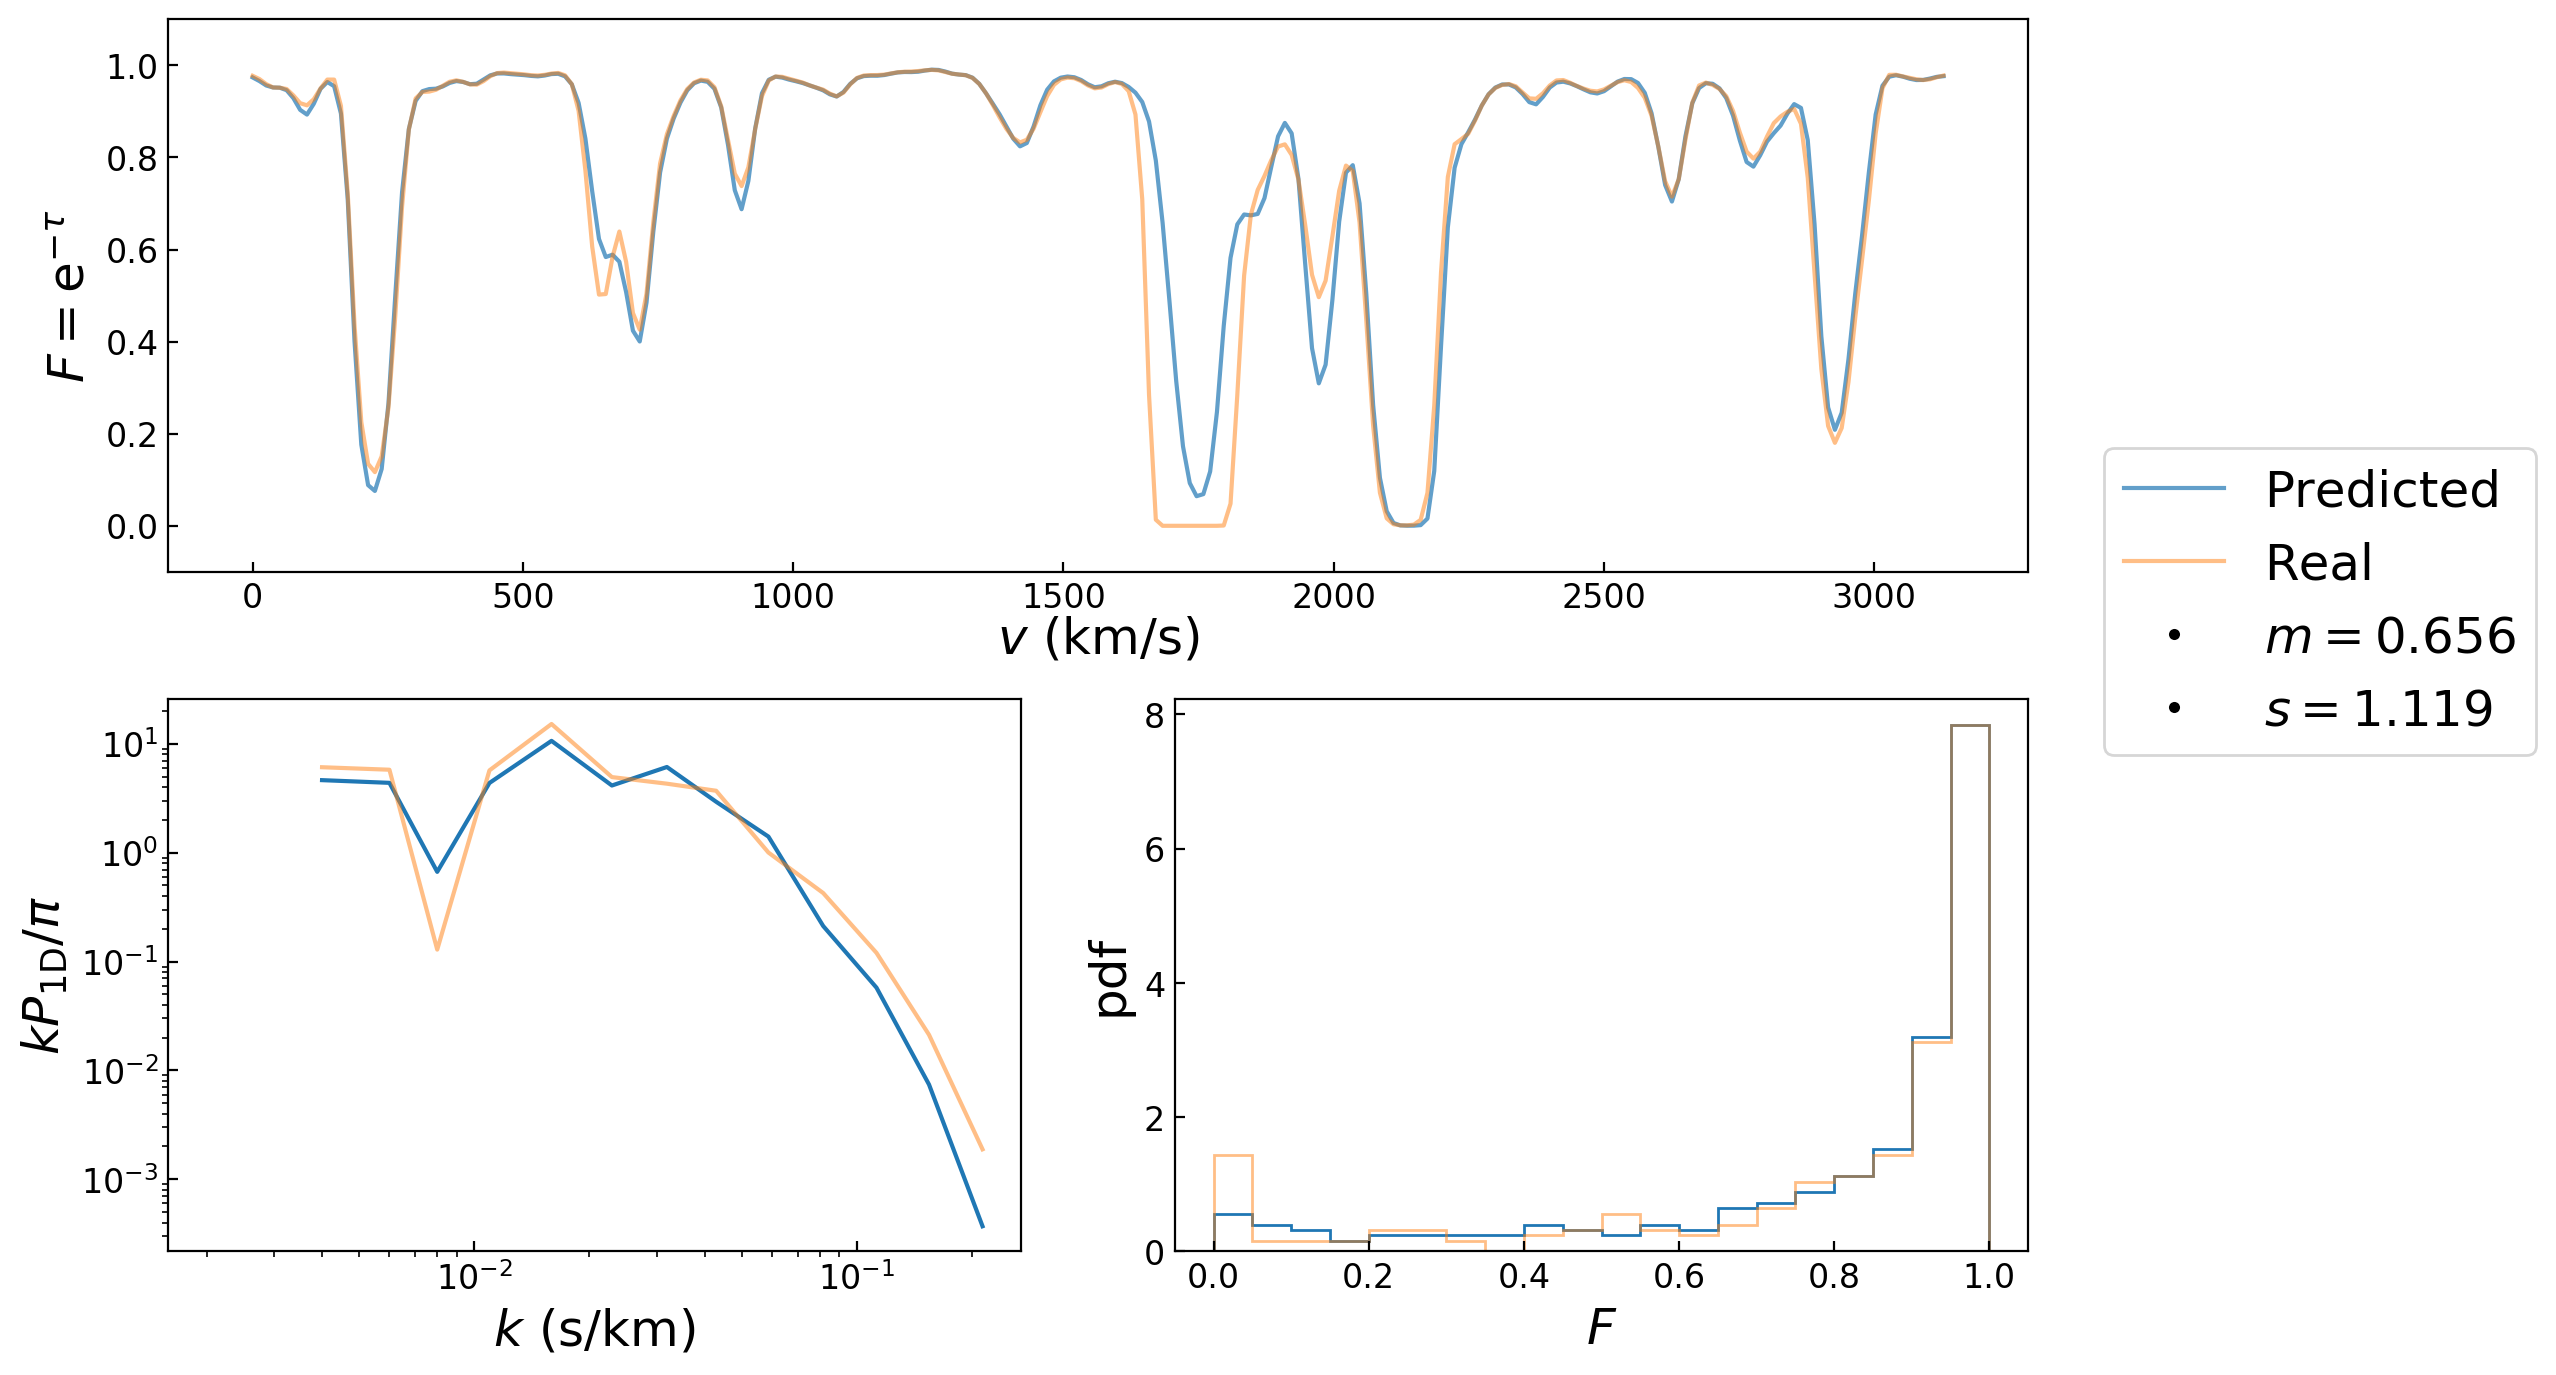 1.0
0.8
0.6
0.4
0.2
0.0
F = e^{-τ}
0 500 1000 1500 2000 2500 3000
v (km/s)
Predicted
Real
m = 0.656
s = 1.119
10^1
10^0
10^{-1}
10^{-2}
10^{-3}
kP_{1D}/π
10^{-2} 10^{-1}
k (s/km)
8
6
4
2
0
pdf
0.0 0.2 0.4 0.6 0.8 1.0
F